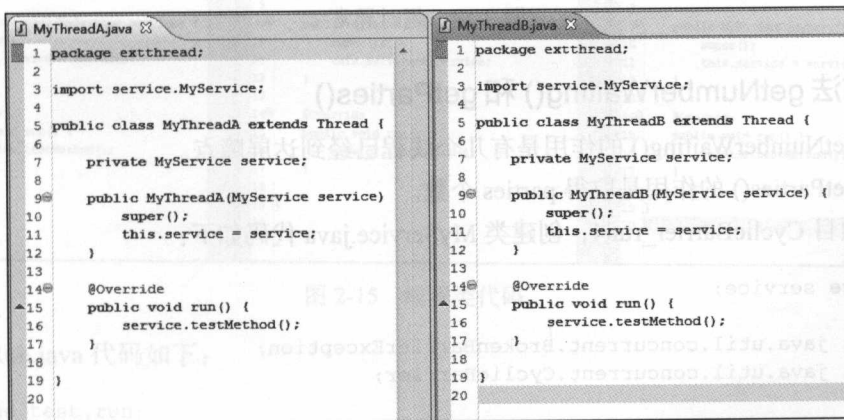 MyThreadA.java
1 package extthread;
2
3 import service.MyService;
4
5 public class MyThreadA extends Thread {
6
7 private MyService service;
8
9 public MyThreadA(MyService service)
10 super();
11 this.service = service;
12 }
13
14 @Override
15 public void run() {
16 service.testMethod();
17 }
18
19 }
20
MyThreadB.java
1 package extthread;
2
3 import service.MyService;
4
5 public class MyThreadB extends Thread {
6
7 private MyService service;
8
9 public MyThreadB(MyService service) {
10 super();
11 this.service = service;
12 }
13
14 @Override
15 public void run() {
16 service.testMethod();
17 }
18
19 }
20